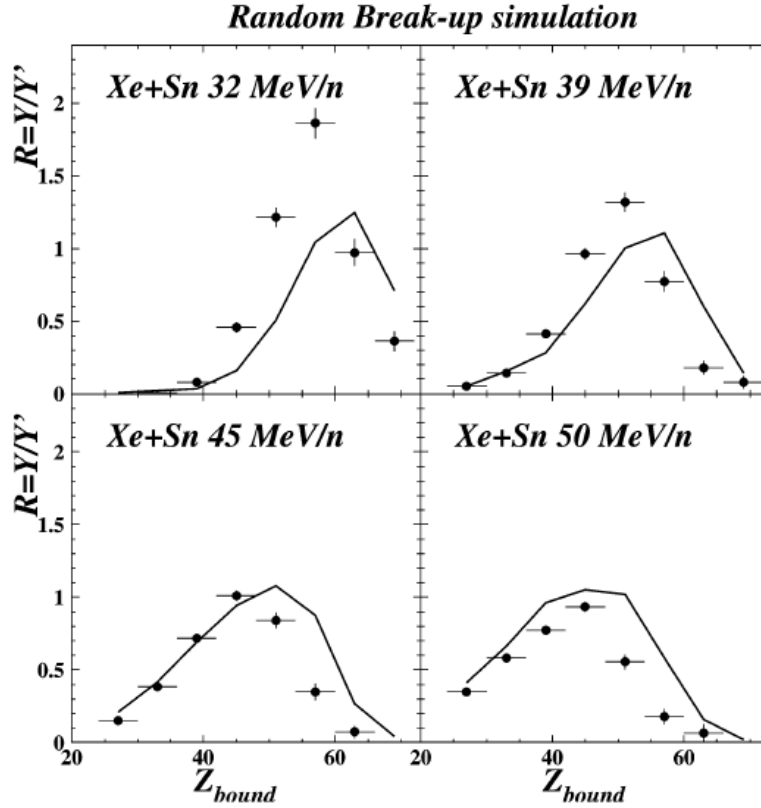 Random Break-up simulation
R=Y/Y'
2
1.5
1
0.5
0
Xe+Sn 32 MeV/n
Xe+Sn 39 MeV/n
R=Y/Y'
2
1.5
1
0.5
0
Xe+Sn 45 MeV/n
Xe+Sn 50 MeV/n
20 40 60 20 40 60
Z_bound Z_bound